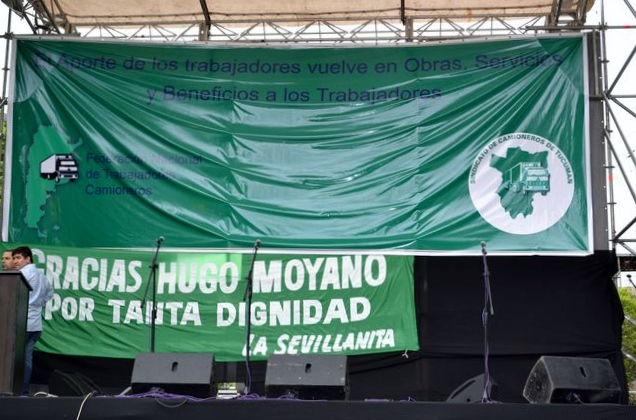 El Aporte de los trabajadores vuelve en Obras, Servicios
y Beneficios a los Trabajadores
Federación Nacional
de Trabajadores
Camioneros
SINDICATO DE CAMIONEROS DE TUCUMAN
GRACIAS HUGO MOYANO
POR TANTA DIGNIDAD
LA SEVILLANITA